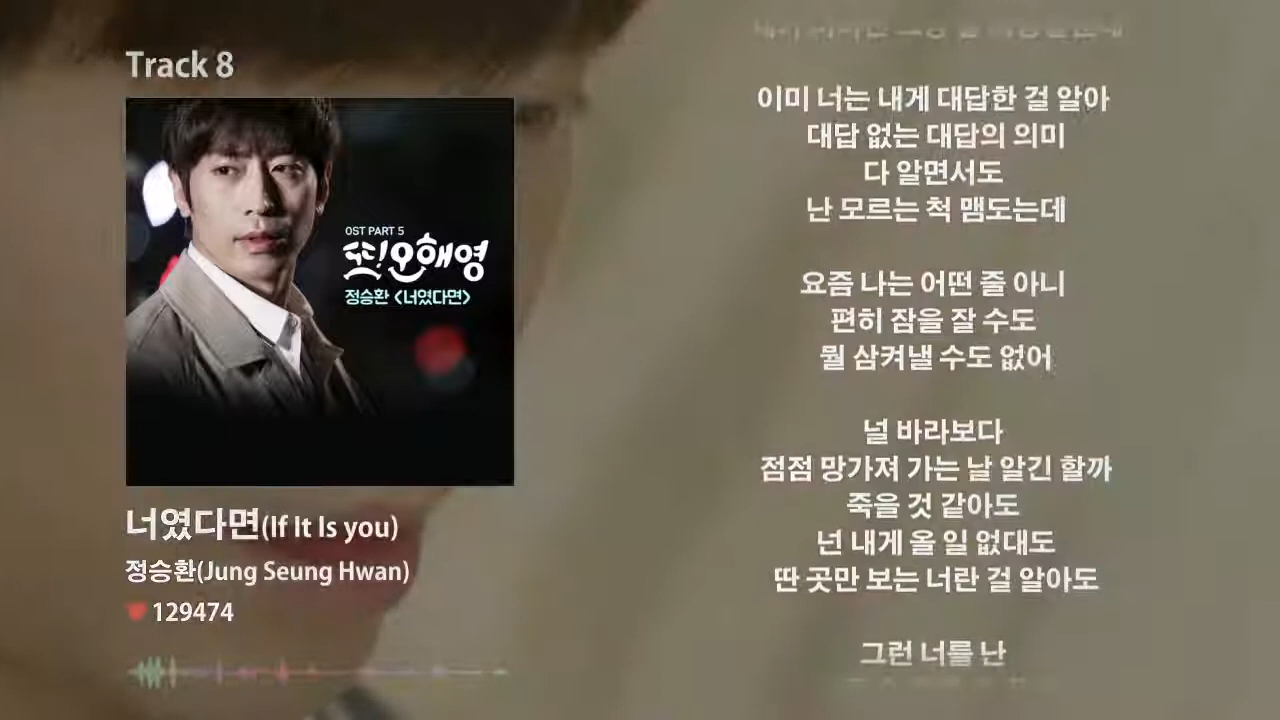 Track 8
OST PART 5
또!오해영
정승환 <너였다면>
너였다면(If It Is you)
정승환(Jung Seung Hwan)
129474
이미 너는 내게 대답한 걸 알아
대답 없는 대답의 의미
다 알면서도
난 모르는 척 맴도는데
요즘 나는 어떤 줄 아니
편히 잠을 잘 수도
뭘 삼켜낼 수도 없어
널 바라보다
점점 망가져 가는 날 알긴 할까
죽을 것 같아도
넌 내게 올 일 없대도
딴 곳만 보는 너란 걸 알아도
그런 너를 난